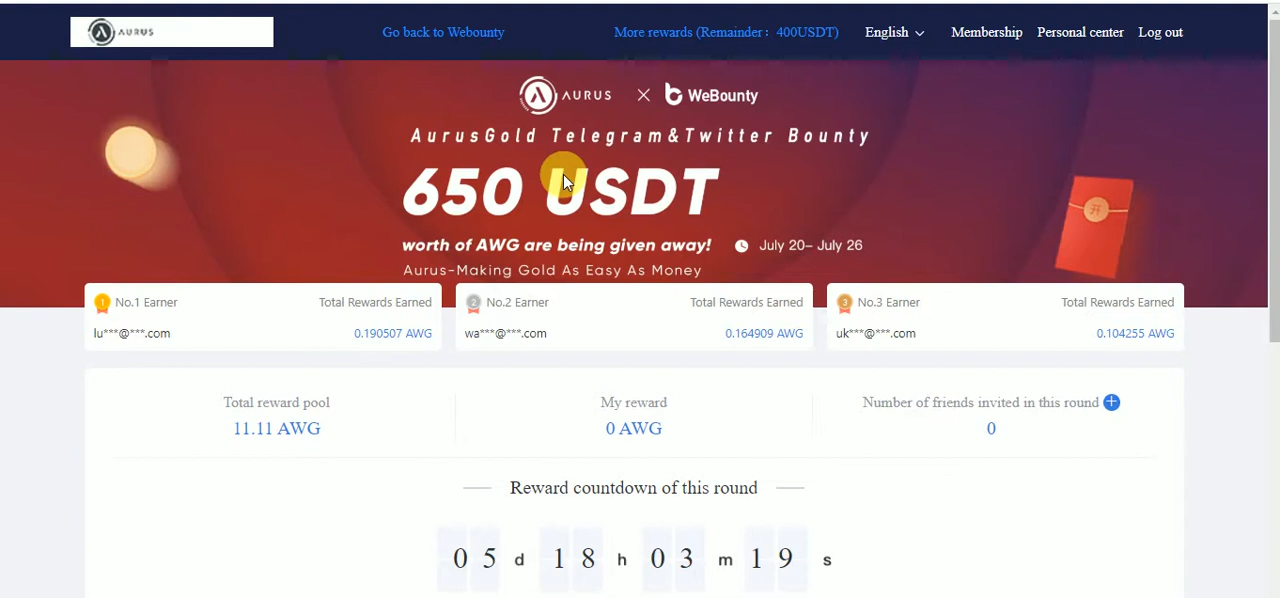 AURUS
Go back to Webounty
More rewards (Remainder： 400USDT)
English
Membership
Personal center
Log out
AURUS × WeBounty
AurusGold Telegram&Twitter Bounty
650 USDT
worth of AWG are being given away!
July 20– July 26
Aurus-Making Gold As Easy As Money
开
1 No.1 Earner
Total Rewards Earned
lu***@***.com
0.190507 AWG
2 No.2 Earner
Total Rewards Earned
wa***@***.com
0.164909 AWG
3 No.3 Earner
Total Rewards Earned
uk***@***.com
0.104255 AWG
Total reward pool
11.11 AWG
My reward
0 AWG
Number of friends invited in this round
0
Reward countdown of this round
05 d 18 h 03 m 19 s